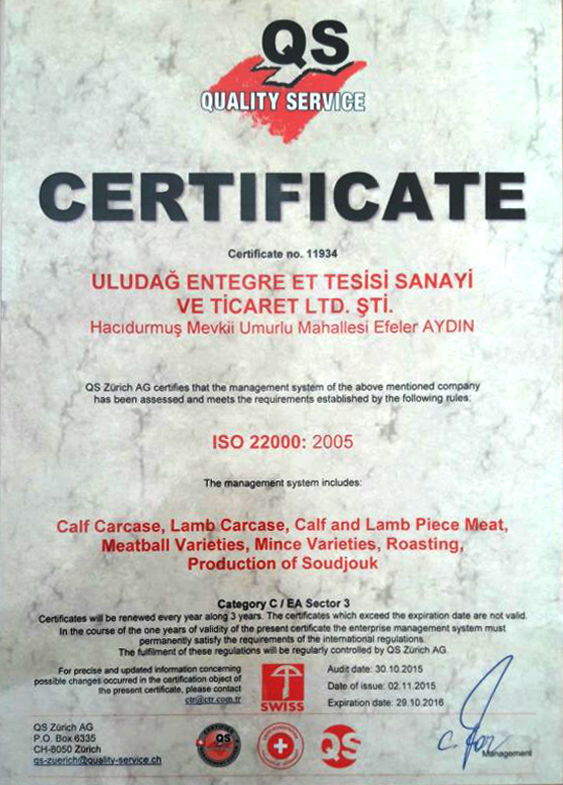 QS
QUALITY SERVICE
CERTIFICATE
Certificate no. 11934
ULUDAĞ ENTEGRE ET TESİSİ SANAYİ
VE TİCARET LTD. ŞTİ.
Hacıdurmuş Mevkii Umurlu Mahallesi Efeler AYDIN
QS Zürich AG certifies that the management system of the above mentioned company
has been assessed and meets the requirements established by the following rules:
ISO 22000: 2005
The management system includes:
Calf Carcase, Lamb Carcase, Calf and Lamb Piece Meat,
Meatball Varieties, Mince Varieties, Roasting,
Production of Soudjouk
Category C / EA Sector 3
Certificates will be renewed every year along 3 years. The certificates which exceed the expiration date are not valid.
In the course of the one years of validity of the present certificate the enterprise management system must
permanently satisfy the requirements of the international regulations.
The fulfilment of these regulations will be regularly controlled by QS Zürich AG
For precise and updated information concerning
possible changes occurred in the certification object of
the present certificate, please contact
ctr@ctr.com.tr
SWISS
Audit date: 30.10.2015
Date of issue: 02.11.2015
Expiration date: 29.10.2016
QS Zürich AG
P.O. Box 6335
CH-8050 Zürich
qs-zuerich@quality-service.ch
QS
QS
Management